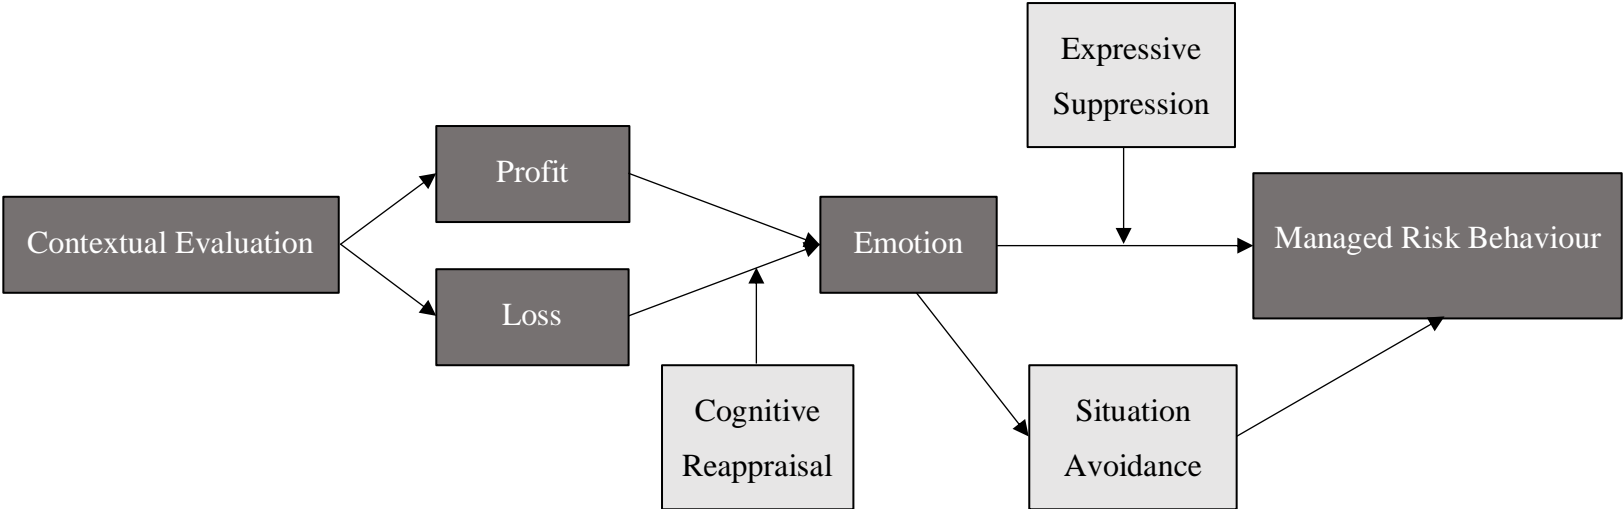 Expressive
Suppression
Profit
Contextual Evaluation
Emotion
Managed Risk Behaviour
Loss
Cognitive
Reappraisal
Situation
Avoidance